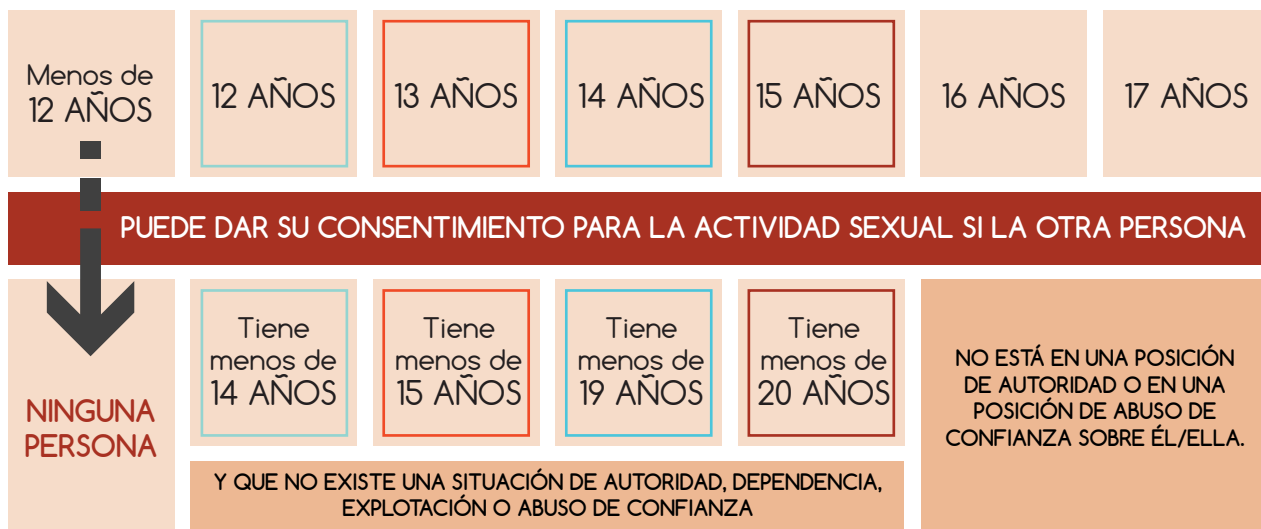 Menos de
12 AÑOS
12 AÑOS
13 AÑOS
14 AÑOS
15 AÑOS
16 AÑOS
17 AÑOS
PUEDE DAR SU CONSENTIMIENTO PARA LA ACTIVIDAD SEXUAL SI LA OTRA PERSONA
NINGUNA
PERSONA
Tiene
menos de
14 AÑOS
Tiene
menos de
15 AÑOS
Tiene
menos de
19 AÑOS
Tiene
menos de
20 AÑOS
Y QUE NO EXISTE UNA SITUACIÓN DE AUTORIDAD, DEPENDENCIA,
EXPLOTACIÓN O ABUSO DE CONFIANZA
NO ESTÁ EN UNA POSICIÓN
DE AUTORIDAD O EN UNA
POSICIÓN DE ABUSO DE
CONFIANZA SOBRE ÉL/ELLA.